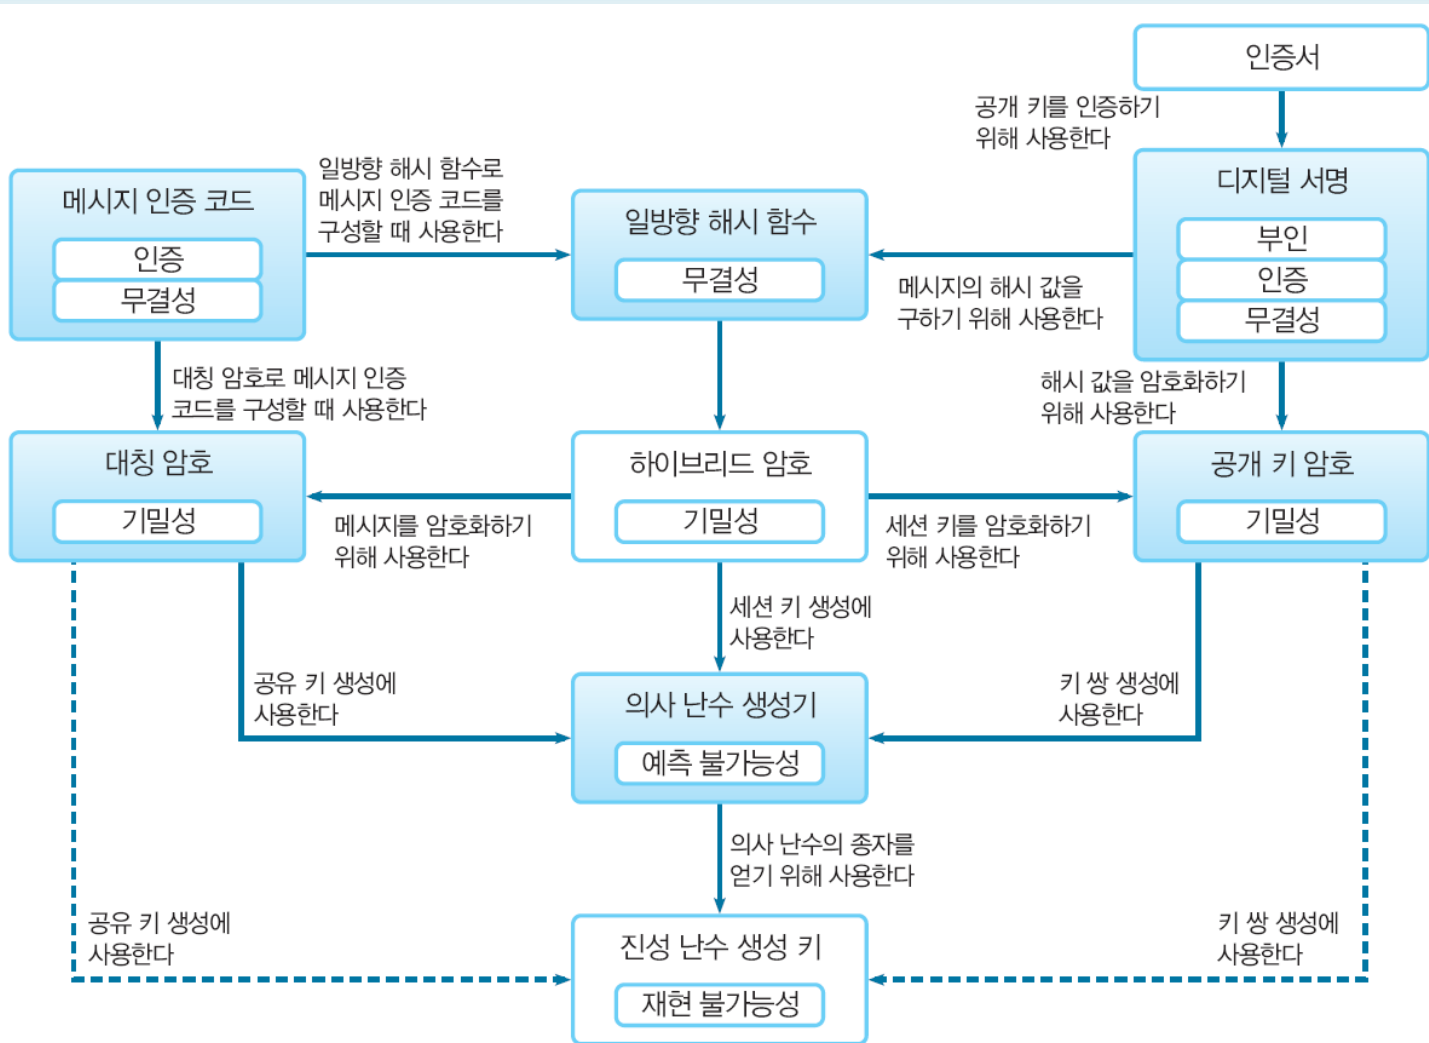 인증서
공개 키를 인증하기
위해 사용한다
일방향 해시 함수로
메시지 인증 코드를
구성할 때 사용한다
메시지 인증 코드
인증
무결성
일방향 해시 함수
무결성
디지털 서명
부인
인증
무결성
메시지의 해시 값을
구하기 위해 사용한다
대칭 암호로 메시지 인증
코드를 구성할 때 사용한다
해시 값을 암호화하기
위해 사용한다
대칭 암호
기밀성
하이브리드 암호
기밀성
공개 키 암호
기밀성
메시지를 암호화하기
위해 사용한다
세션 키를 암호화하기
위해 사용한다
세션 키 생성에
사용한다
공유 키 생성에
사용한다
키 쌍 생성에
사용한다
의사 난수 생성기
예측 불가능성
의사 난수의 종자를
얻기 위해 사용한다
공유 키 생성에
사용한다
키 쌍 생성에
사용한다
진성 난수 생성 키
재현 불가능성